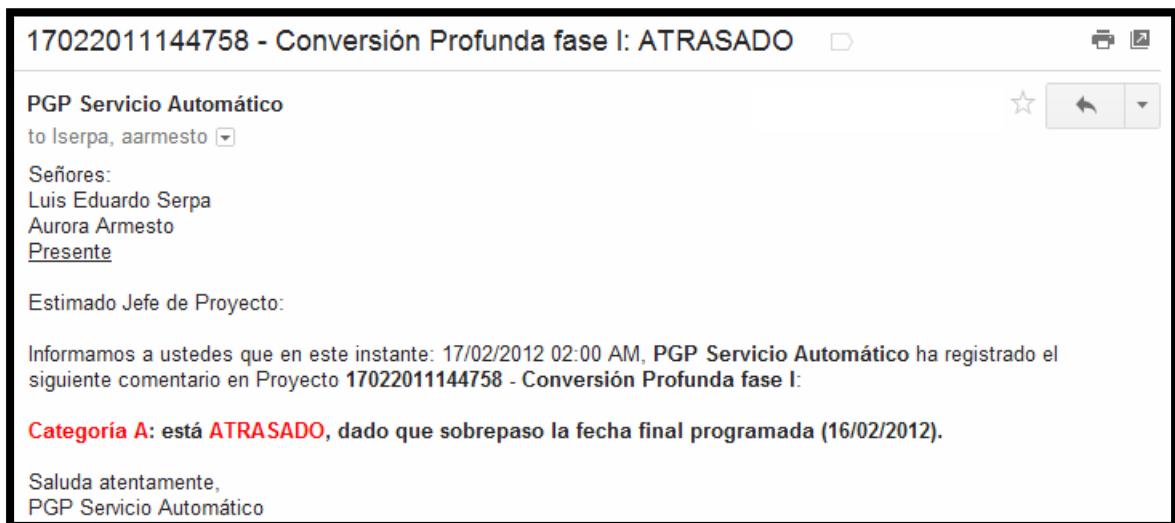 17022011144758 - Conversión Profunda fase I: ATRASADO
PGP Servicio Automático
to lserpa, aarmesto
Señores:
Luis Eduardo Serpa
Aurora Armesto
Presente
Estimado Jefe de Proyecto:
Informamos a ustedes que en este instante: 17/02/2012 02:00 AM, PGP Servicio Automático ha registrado el
siguiente comentario en Proyecto 17022011144758 - Conversión Profunda fase I:
Categoría A: está ATRASADO, dado que sobrepaso la fecha final programada (16/02/2012).
Saluda atentamente,
PGP Servicio Automático